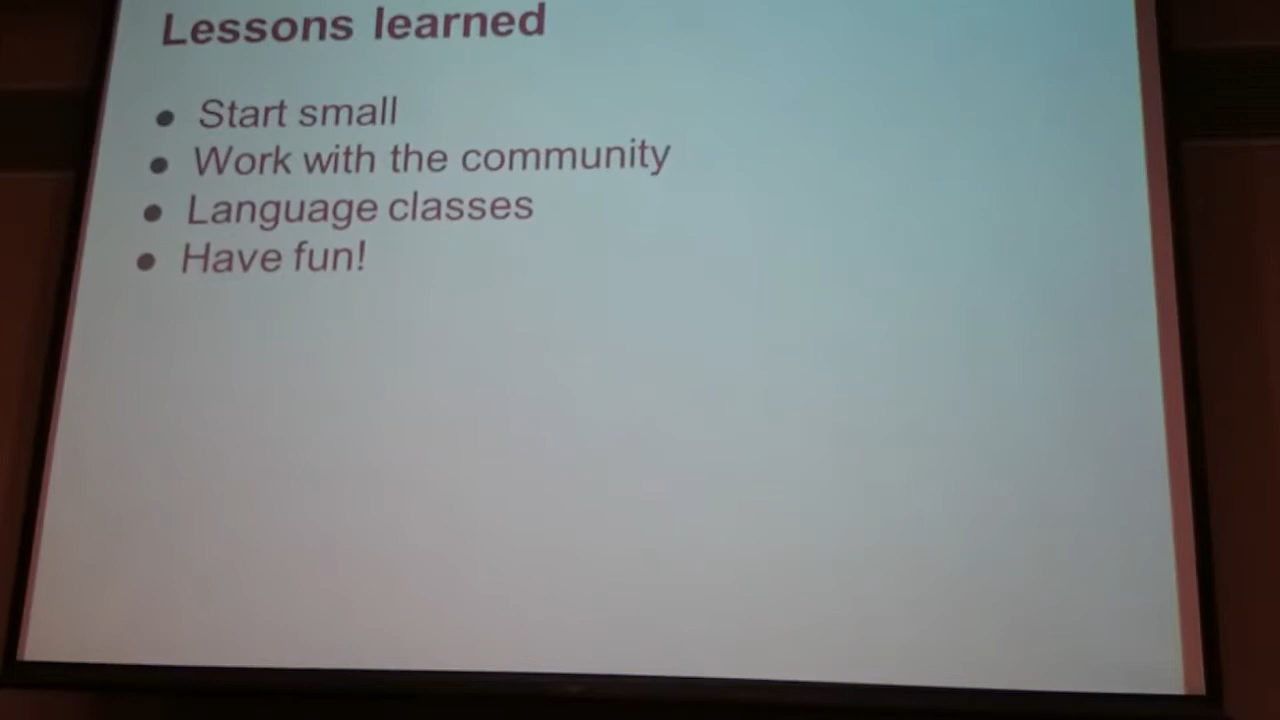 Lessons learned
● Start small
● Work with the community
● Language classes
● Have fun!